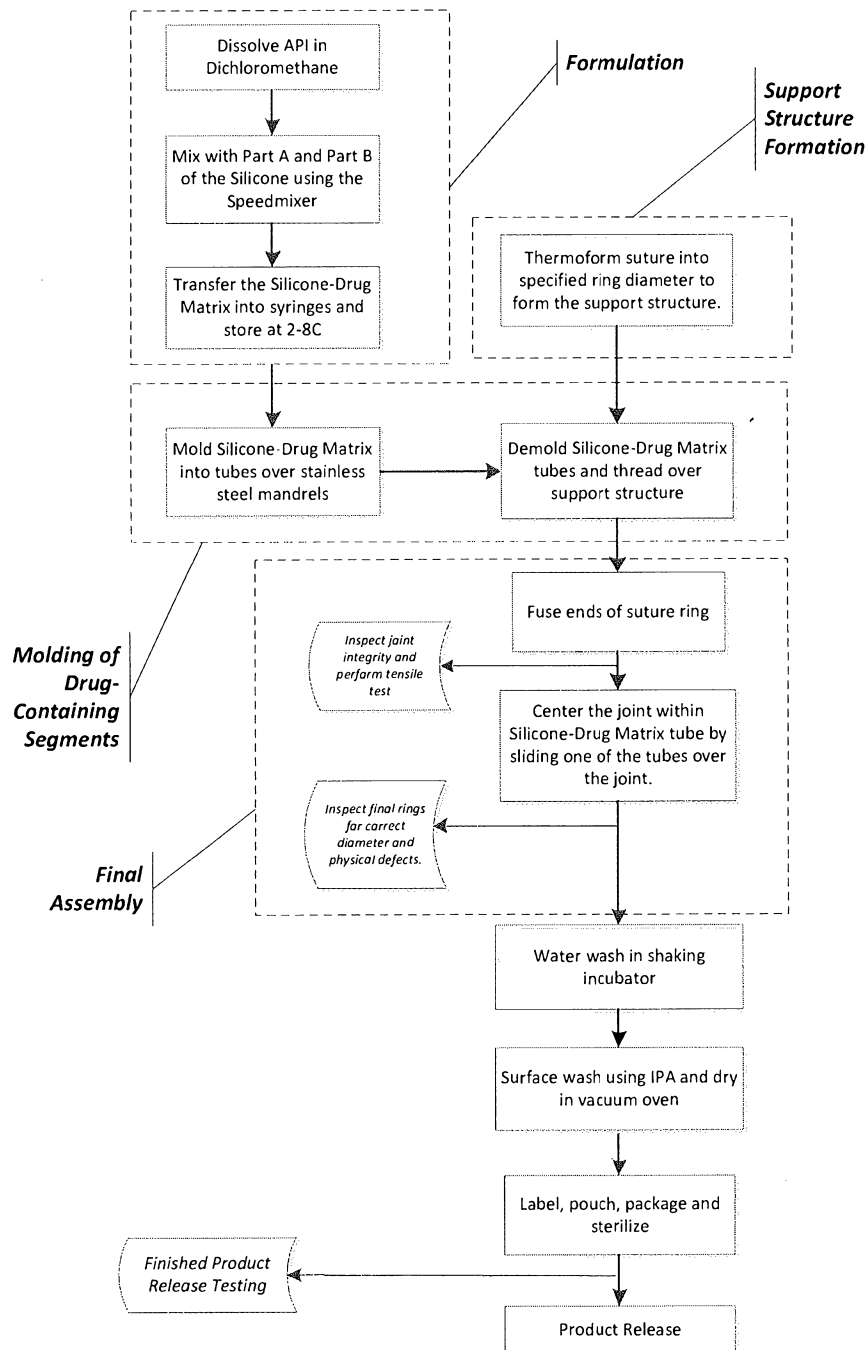 Dissolve API in
Dichloromethane
Formulation
Mix with Part A and Part B
of the Silicone using the
Speedmixer
Support
Structure
Formation
Transfer the Silicone-Drug
Matrix into syringes and
store at 2-8C
Thermoform suture into
specified ring diameter to
form the support structure.
Mold Silicone-Drug Matrix
into tubes over stainless
steel mandrels
Demold Silicone-Drug Matrix
tubes and thread over
support structure
Molding of
Drug-
Containing
Segments
Fuse ends of suture ring
Inspect joint
integrity and
perform tensile
test
Center the joint within
Silicone-Drug Matrix tube by
sliding one of the tubes over
the joint.
Inspect final rings
for correct
diameter and
physical defects.
Final
Assembly
Water wash in shaking
incubator
Surface wash using IPA and dry
in vacuum oven
Label, pouch, package and
sterilize
Finished Product
Release Testing
Product Release